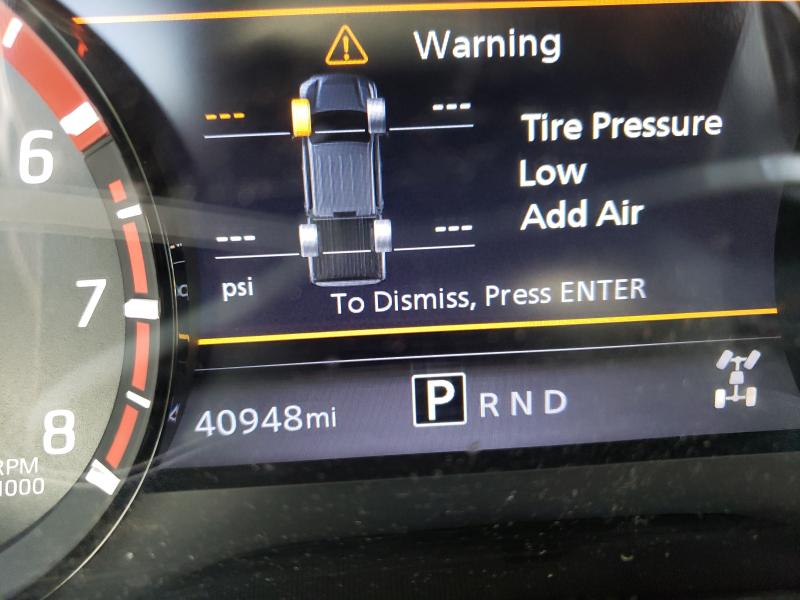 Warning
---
---
Tire Pressure
Low
Add Air
---
---
psi
To Dismiss, Press ENTER
40948mi
P R N D
6
7
8
RPM
1000